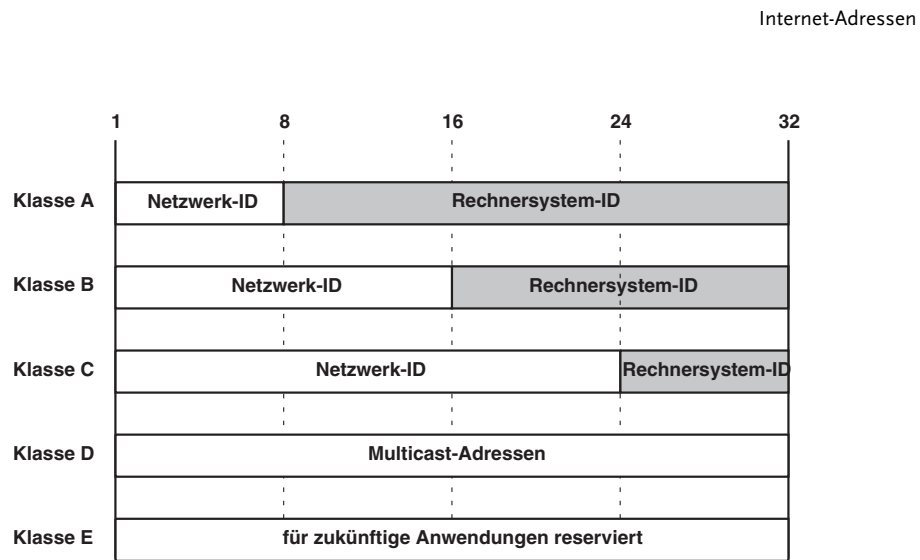 Internet-Adressen
1 8 16 24 32
Klasse A Netzwerk-ID Rechnersystem-ID
Klasse B Netzwerk-ID Rechnersystem-ID
Klasse C Netzwerk-ID Rechnersystem-ID
Klasse D Multicast-Adressen
Klasse E für zukünftige Anwendungen reserviert